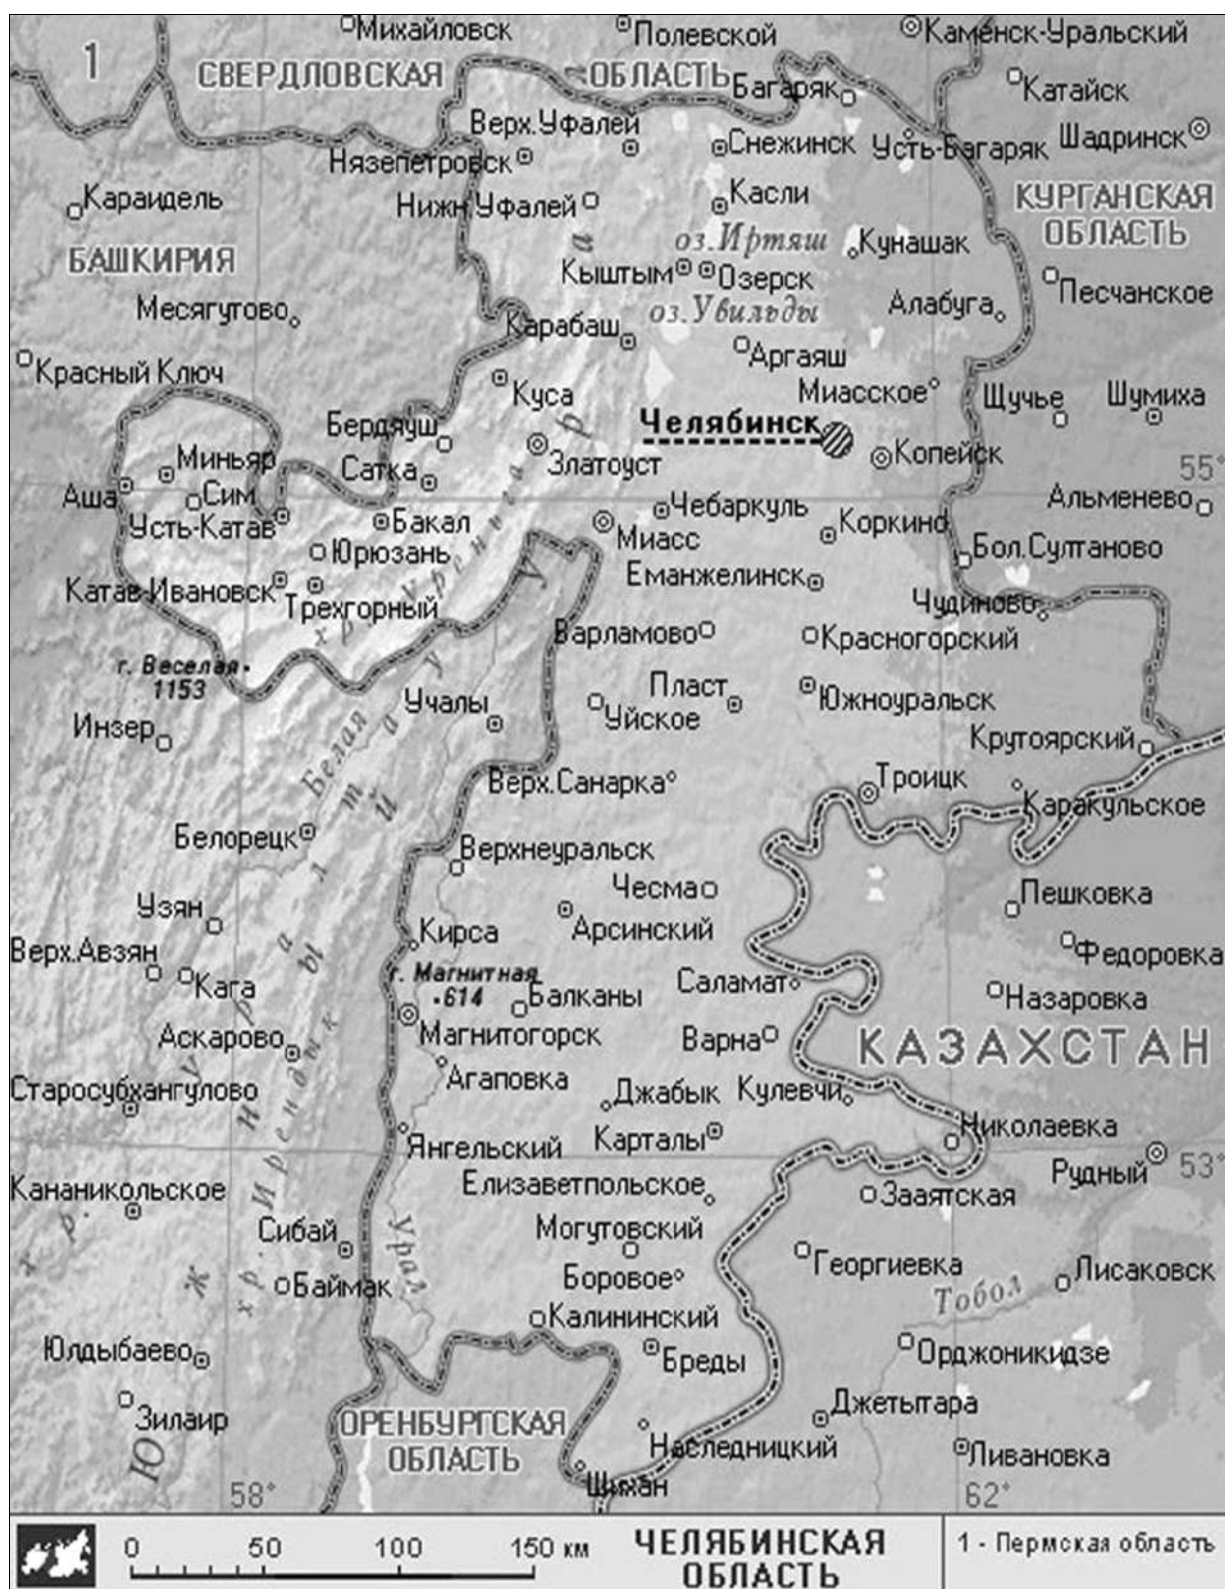 Михайловск
Полевской
Каменск-Уральский
1
СВЕРДЛОВСКАЯ
ОБЛАСТЬ
Багаряк
Катайск
Верх.Уфалей
Снежинск
Усть-Багаряк
Шадринск
Нязепетровск
Караидель
Нижн.Уфалей
Касли
КУРГАНСКАЯ
ОБЛАСТЬ
БАШКИРИЯ
оз.Иртяш
Кунашак
Кыштым
Озерск
Песчанское
Месягутово
оз.Увильды
Алабуга
Карабаш
Аргаяш
Красный Ключ
Куса
Миасское
Щучье
Шумиха
Бердяуш
Челябинск
Миньяр
Сатка
Златоуст
Копейск
55°
Аша
Сим
Чебаркуль
Альменево
Усть-Катав
Бакал
Миасс
Коркино
Юрюзань
Бол.Султаново
Катав-Ивановск
Трехгорный
Еманжелинск
Чудиново
хр. Уреньга
Варламово
Красногорский
г. Веселая
1153
Учалы
Уйское
Пласт
Южноуральск
Инзер
Крутоярский
Белая
Верх.Санарка
Троицк
Каракульское
Белорецк
Верхнеуральск
Чесма
Пешковка
Узян
Арсинский
Кирса
Федоровка
Верх.Авзян
Кага
г. Магнитная
614
Балканы
Саламат
Назаровка
Аскарово
Магнитогорск
Варна
КАЗАХСТАН
Агаповка
Старосубхангулово
Джабык
Кулевчи
Янгельский
Карталы
Николаевка
Рудный
53°
Кананикольское
Елизаветпольское
Зааятская
хр. Ирендык
Сибай
Могутовский
Урал
Георгиевка
Баймак
Боровое
Лисаковск
Тобол
Калининский
Юлдыбаево
Бреды
Орджоникидзе
Зилаир
ОРЕНБУРГСКАЯ
ОБЛАСТЬ
Джетыгара
Наследницкий
Ливановка
Шихан
58°
62°
0 50 100 150 км
ЧЕЛЯБИНСКАЯ
ОБЛАСТЬ
1 - Пермская область